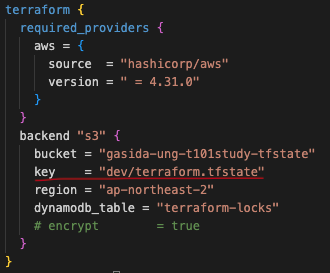 terraform {
  required_providers {
    aws = {
      source  = "hashicorp/aws"
      version = " = 4.31.0"
    }
  }
  backend "s3" {
    bucket = "gasida-ung-t101study-tfstate"
    key    = "dev/terraform.tfstate"
    region = "ap-northeast-2"
    dynamodb_table = "terraform-locks"
    # encrypt        = true
  }
}